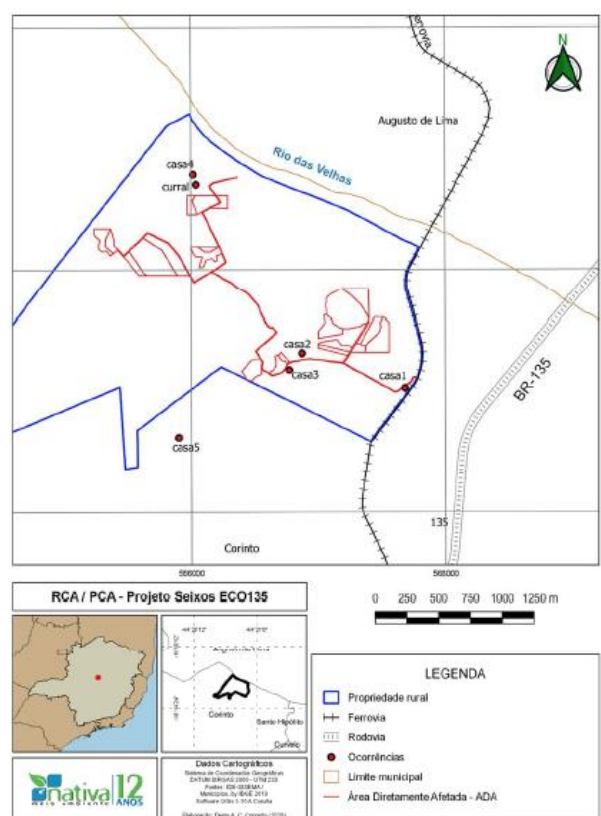 N
Ferrovia
Augusto de Lima
Rio das Velhas
casa4
curral
casa2
casa3
casa1
casa5
BR-135
135
Corinto
566000
568000
RCA / PCA - Projeto Seixos ECO135
0 250 500 750 1000 1250 m
Corinto
Santo Hipólito
Curvelo
LEGENDA
Propriedade rural
Ferrovia
Rodovia
Ocorrências
Limite municipal
Área Diretamente Afetada - ADA
nativa 12
meio ambiente ANOS
Dados Cartográficos
Sistema de Coordenadas Geográficas